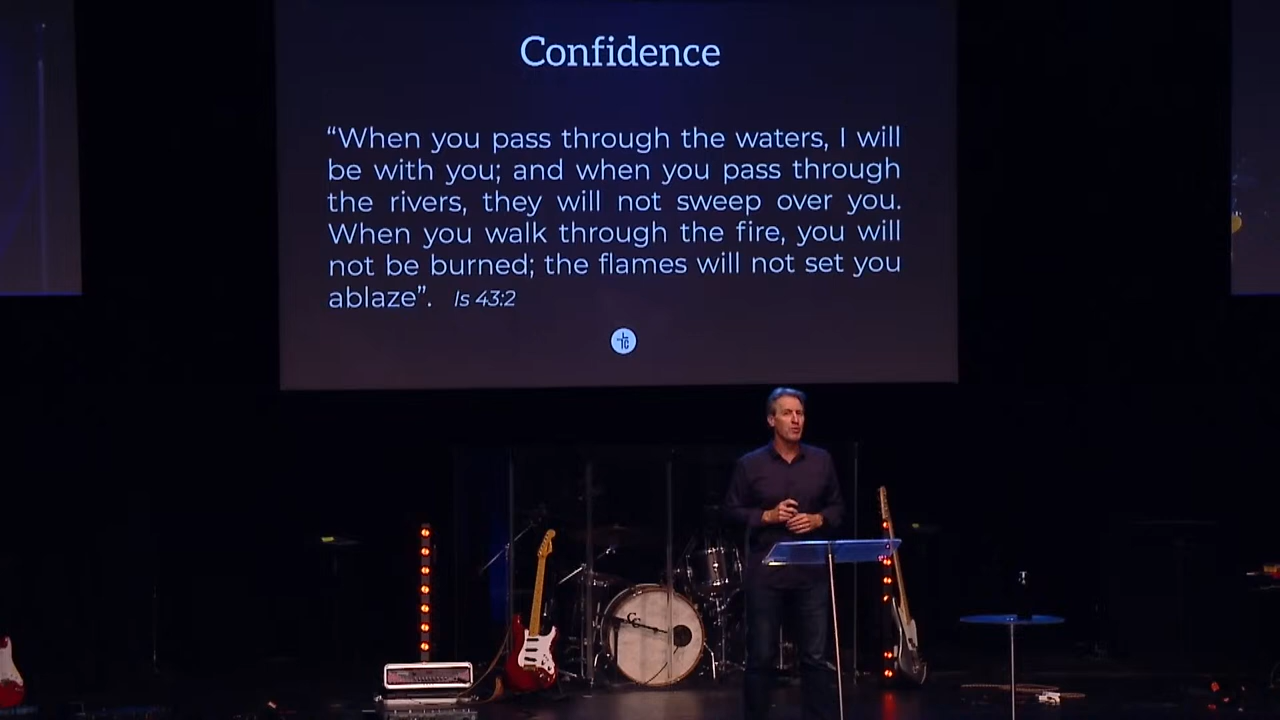 Confidence
“When you pass through the waters, I will
be with you; and when you pass through
the rivers, they will not sweep over you.
When you walk through the fire, you will
not be burned; the flames will not set you
ablaze”. Is 43:2